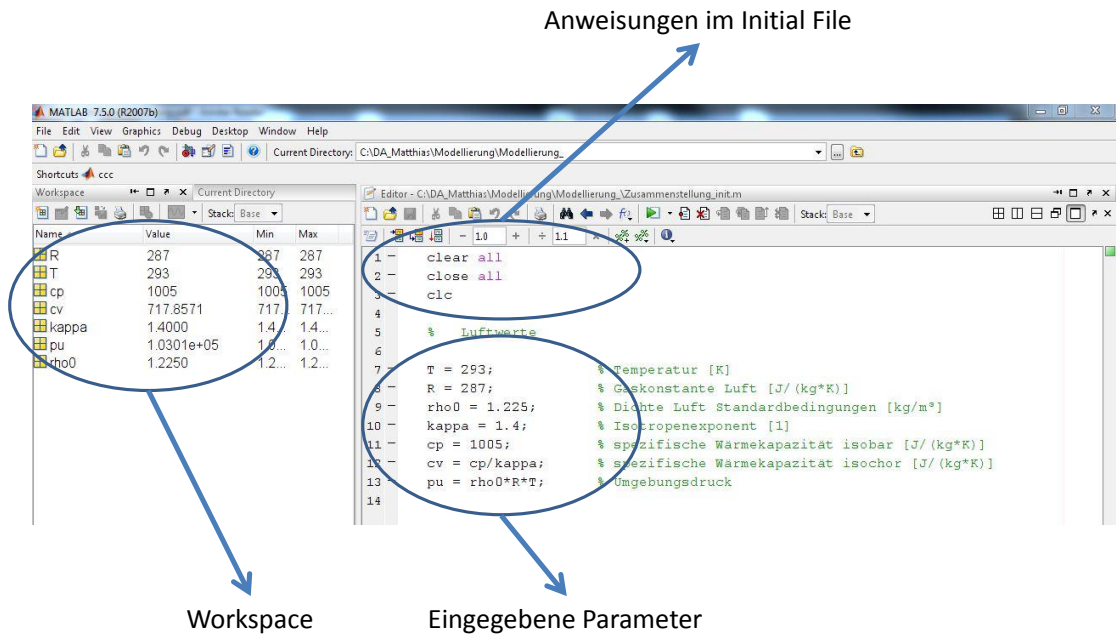 Anweisungen im Initial File
MATLAB 7.5.0 (R2007b)
File Edit View Graphics Debug Desktop Window Help
Current Directory: C:\DA_Matthias\Modellierung\Modellierung_
Shortcuts ccc
Workspace Current Directory
Stack: Base
Name Value Min Max
R 287 287 287
T 293 293 293
cp 1005 1005 1005
cv 717.8571 717... 717...
kappa 1.4000 1.4... 1.4...
pu 1.0301e+05 1.0... 1.0...
rho0 1.2250 1.2... 1.2...
Editor - C:\DA_Matthias\Modellierung\Modellierung_\Zusammenstellung_init.m
Stack: Base
- 1.0 + ÷ 1.1 ×
1 - clear all
2 - close all
3 - clc
4
5 % Luftwerte
6
7 - T = 293; % Temperatur [K]
8 - R = 287; % Gaskonstante Luft [J/(kg*K)]
9 - rho0 = 1.225; % Dichte Luft Standardbedingungen [kg/m³]
10 - kappa = 1.4; % Isotropenexponent [1]
11 - cp = 1005; % spezifische Wärmekapazität isobar [J/(kg*K)]
12 - cv = cp/kappa; % spezifische Wärmekapazität isochor [J/(kg*K)]
13 - pu = rho0*R*T; % Umgebungsdruck
14
Workspace Eingegebene Parameter